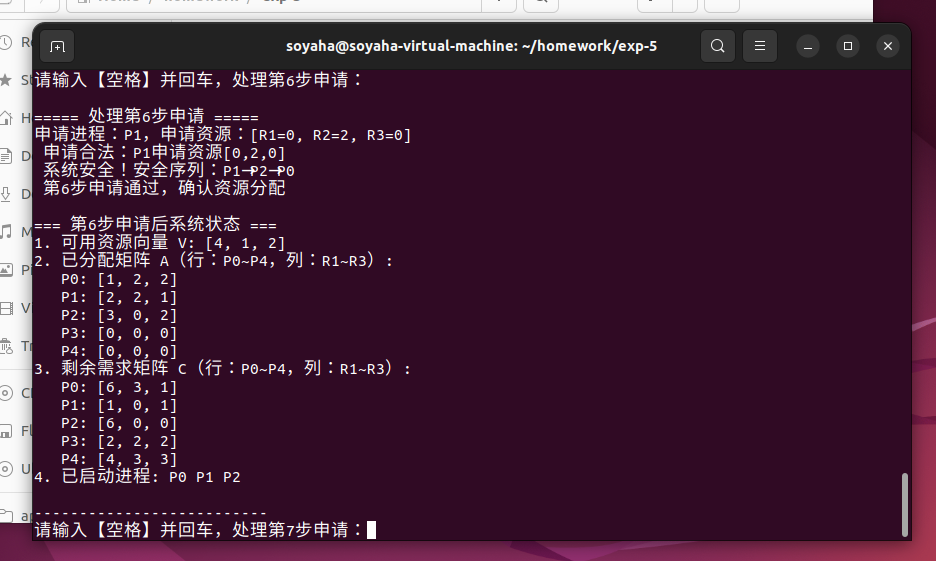 soyaha@soyaha-virtual-machine: ~/homework/exp-5
请输入【空格】并回车，处理第6步申请：
===== 处理第6步申请 =====
申请进程：P1，申请资源：[R1=0, R2=2, R3=0]
申请合法：P1申请资源[0,2,0]
系统安全！安全序列：P1→P2→P0
第6步申请通过，确认资源分配
=== 第6步申请后系统状态 ===
1. 可用资源向量 V: [4, 1, 2]
2. 已分配矩阵 A（行：P0~P4，列：R1~R3）:
P0: [1, 2, 2]
P1: [2, 2, 1]
P2: [3, 0, 2]
P3: [0, 0, 0]
P4: [0, 0, 0]
3. 剩余需求矩阵 C（行：P0~P4，列：R1~R3）:
P0: [6, 3, 1]
P1: [1, 0, 1]
P2: [6, 0, 0]
P3: [2, 2, 2]
P4: [4, 3, 3]
4. 已启动进程: P0 P1 P2
--------------------------
请输入【空格】并回车，处理第7步申请：